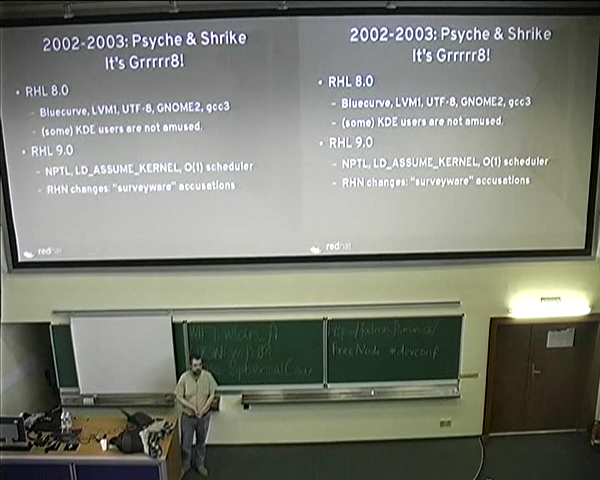 2002-2003: Psyche & Shrike
It's Grrrrr8!
• RHL 8.0
– Bluecurve, LVM1, UTF-8, GNOME2, gcc3
– (some) KDE users are not amused.
• RHL 9.0
– NPTL, LD_ASSUME_KERNEL, O(1) scheduler
– RHN changes: "surveyware" accusations
redhat
2002-2003: Psyche & Shrike
It's Grrrrr8!
• RHL 8.0
– Bluecurve, LVM1, UTF-8, GNOME2, gcc3
– (some) KDE users are not amused.
• RHL 9.0
– NPTL, LD_ASSUME_KERNEL, O(1) scheduler
– RHN changes: "surveyware" accusations
redhat
FreeNode #devconf